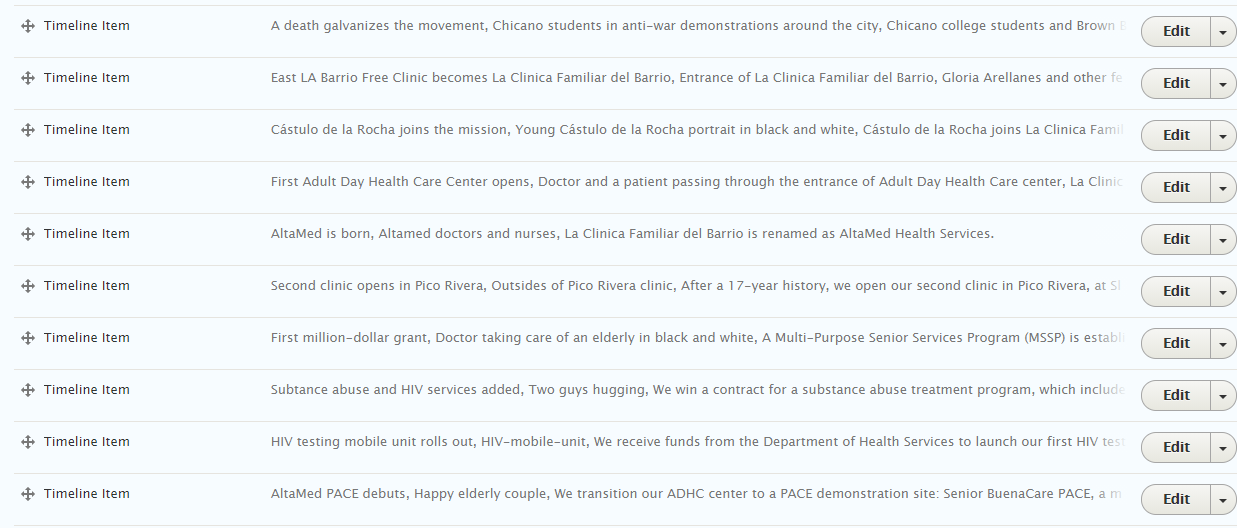 Timeline Item A death galvanizes the movement, Chicano students in anti-war demonstrations around the city, Chicano college students and Brown Edit
Timeline Item East LA Barrio Free Clinic becomes La Clinica Familiar del Barrio, Entrance of La Clinica Familiar del Barrio, Gloria Arellanes and other fe Edit
Timeline Item Cástulo de la Rocha joins the mission, Young Cástulo de la Rocha portrait in black and white, Cástulo de la Rocha joins La Clinica Famil Edit
Timeline Item First Adult Day Health Care Center opens, Doctor and a patient passing through the entrance of Adult Day Health Care center, La Clinic Edit
Timeline Item AltaMed is born, Altamed doctors and nurses, La Clinica Familiar del Barrio is renamed as AltaMed Health Services. Edit
Timeline Item Second clinic opens in Pico Rivera, Outsides of Pico Rivera clinic, After a 17-year history, we open our second clinic in Pico Rivera, at Edit
Timeline Item First million-dollar grant, Doctor taking care of an elderly in black and white, A Multi-Purpose Senior Services Program (MSSP) is establ Edit
Timeline Item Subtance abuse and HIV services added, Two guys hugging, We win a contract for a substance abuse treatment program, which include Edit
Timeline Item HIV testing mobile unit rolls out, HIV-mobile-unit, We receive funds from the Department of Health Services to launch our first HIV test Edit
Timeline Item AltaMed PACE debuts, Happy elderly couple, We transition our ADHC center to a PACE demonstration site: Senior BuenaCare PACE, a m Edit